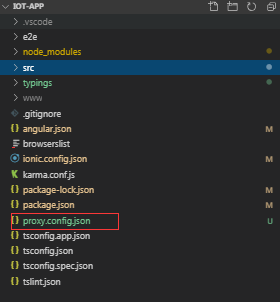 IOT-APP
.vscode
e2e
node_modules
src
typings
www
.gitignore
angular.json M
browserslist
ionic.config.json M
karma.conf.js
package-lock.json M
package.json M
proxy.config.json U
tsconfig.app.json
tsconfig.json
tsconfig.spec.json
tslint.json